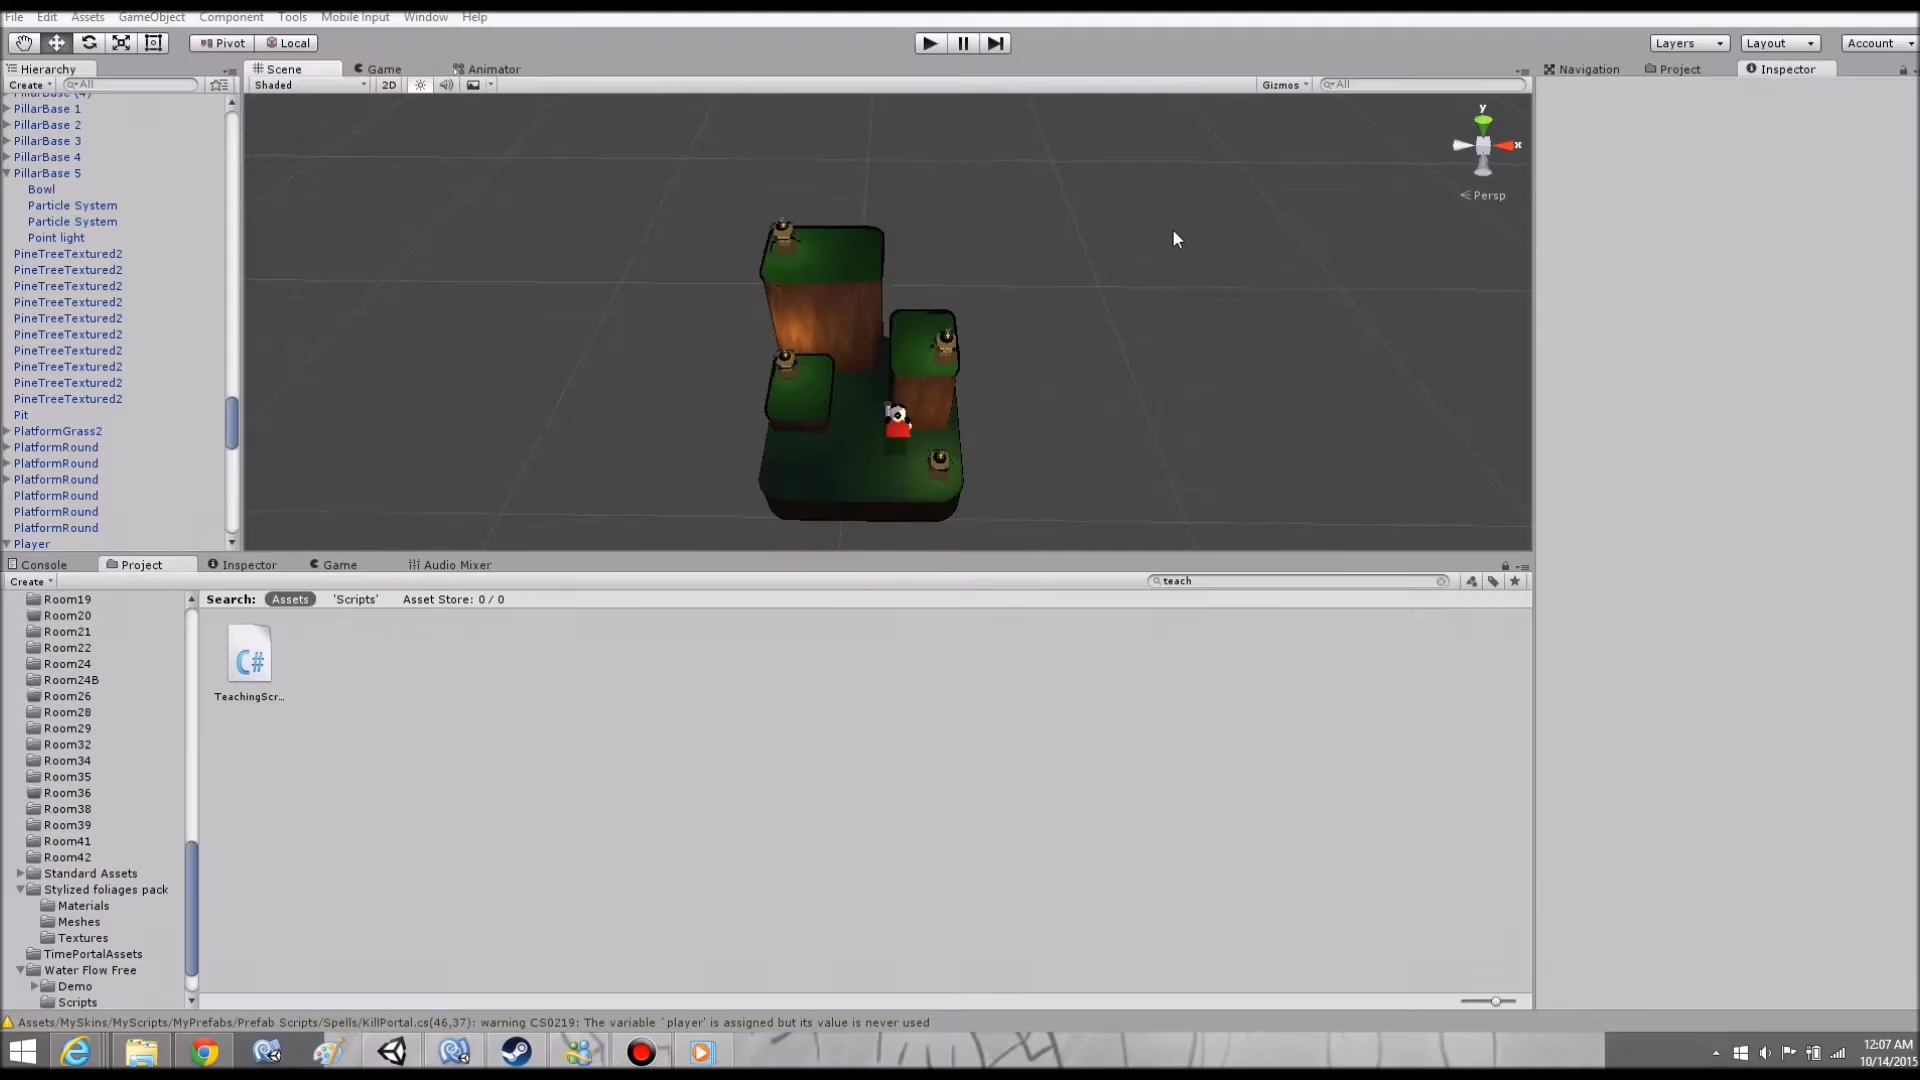 File Edit Assets GameObject Component Tools Mobile Input Window Help
Pivot Local Layers Layout Account
Hierarchy Scene Game Animator Navigation Project Inspector
Create All Shaded 2D Gizmos All
PillarBase (4)
PillarBase 1
PillarBase 2
PillarBase 3
PillarBase 4
PillarBase 5
Bowl
Particle System
Particle System
Point light
PineTreeTextured2
PineTreeTextured2
PineTreeTextured2
PineTreeTextured2
PineTreeTextured2
PineTreeTextured2
PineTreeTextured2
PineTreeTextured2
PineTreeTextured2
PineTreeTextured2
Pit
PlatformGrass2
PlatformRound
PlatformRound
PlatformRound
PlatformRound
PlatformRound
PlatformRound
Player
y
x
Persp
Console Project Inspector Game Audio Mixer
Create teach
Search: Assets 'Scripts' Asset Store: 0 / 0
C#
TeachingScr...
Room19
Room20
Room21
Room22
Room24
Room24B
Room26
Room28
Room29
Room32
Room34
Room35
Room36
Room38
Room39
Room41
Room42
Standard Assets
Stylized foliages pack
Materials
Meshes
Textures
TimePortalAssets
Water Flow Free
Demo
Scripts
Assets/MySkins/MyScripts/MyPrefabs/Prefab Scripts/Spells/KillPortal.cs(46,37): warning CS0219: The variable `player' is assigned but its value is never used
12:07 AM
10/14/2015